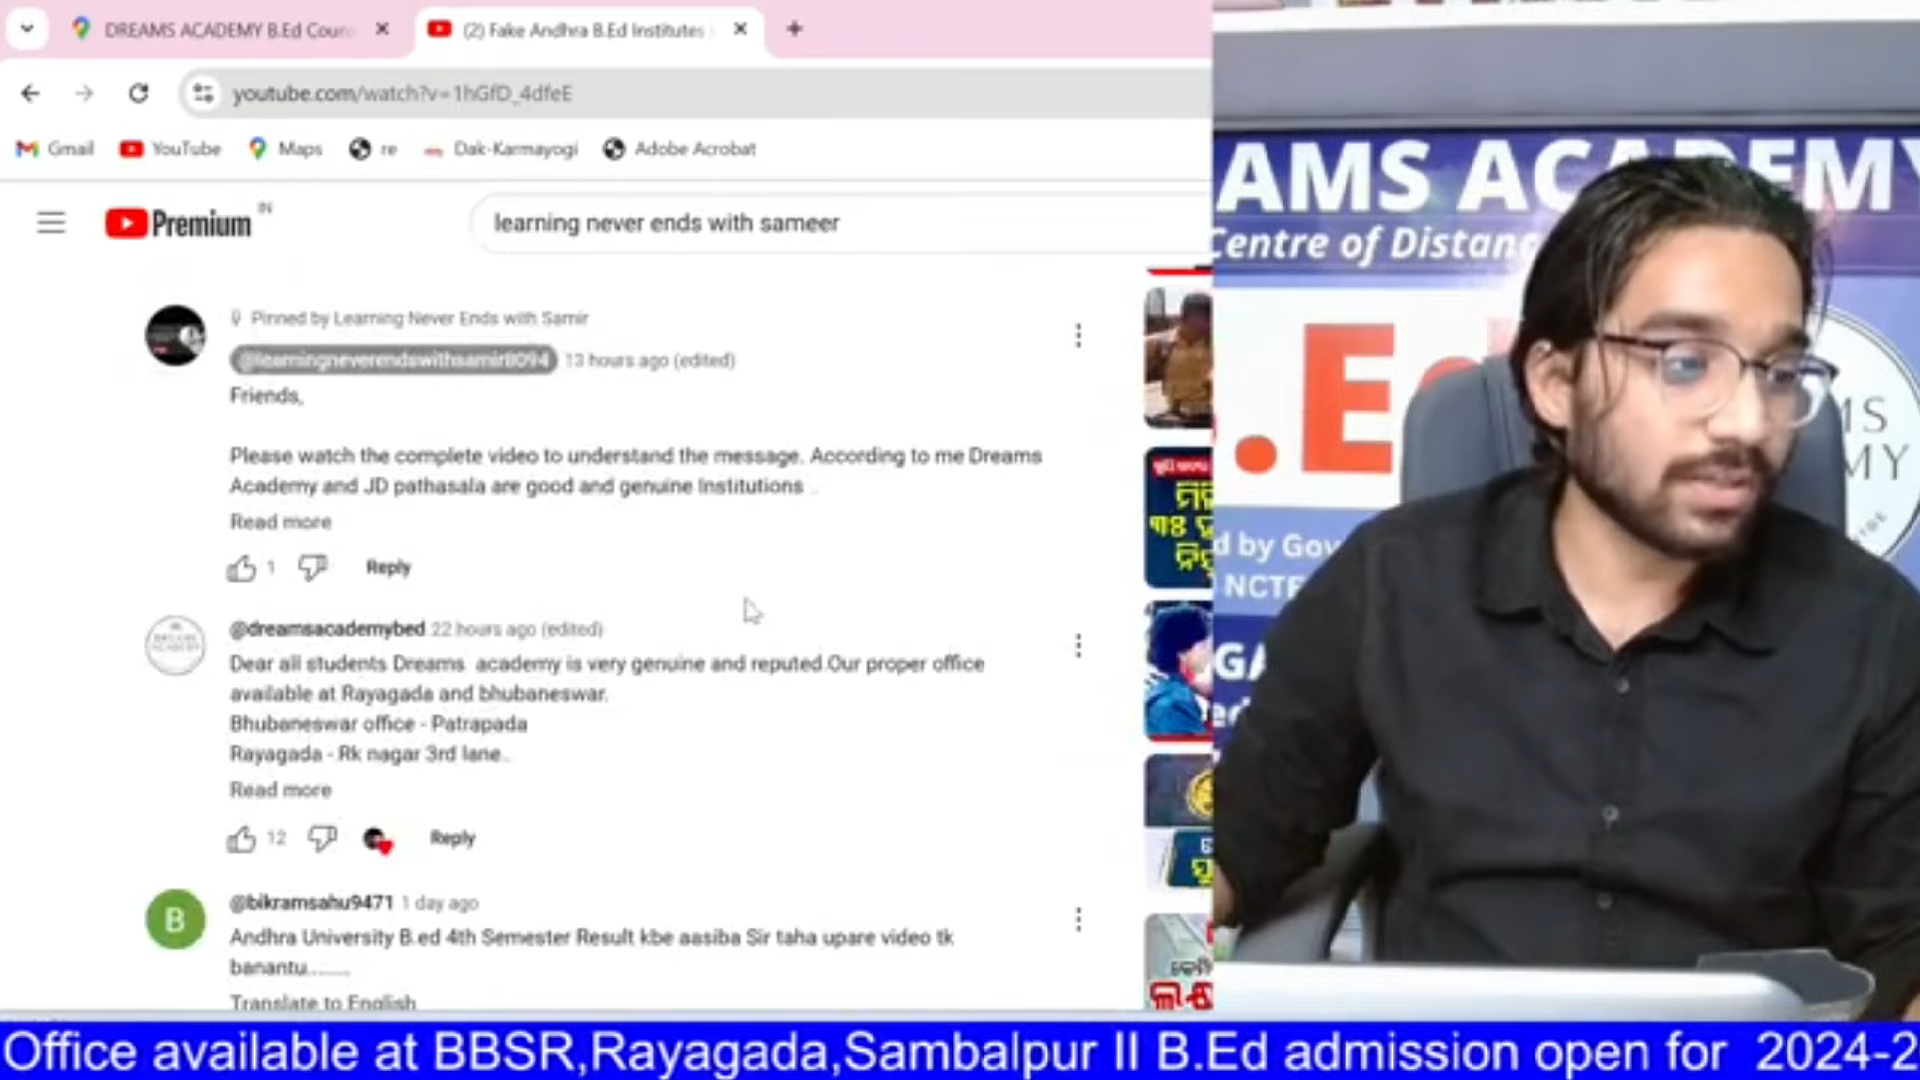 DREAMS ACADEMY B.Ed Coun
(2) Fake Andhra B.Ed Institutes
youtube.com/watch?v=1hGfD_4dfeE
Gmail YouTube Maps re Dak-Karmayogi Adobe Acrobat
Premium IN
learning never ends with sameer
Pinned by Learning Never Ends with Samir
@learningneverendswithsamir8094 13 hours ago (edited)
Friends,
Please watch the complete video to understand the message. According to me Dreams
Academy and JD pathasala are good and genuine Institutions ..
Read more
1 Reply
@dreamsacademybed 22 hours ago (edited)
Dear all students Dreams academy is very genuine and reputed.Our proper office
available at Rayagada and bhubaneswar.
Bhubaneswar office - Patrapada
Rayagada - Rk nagar 3rd lane..
Read more
12 Reply
B
@bikramsahu9471 1 day ago
Andhra University B.ed 4th Semester Result kbe aasiba Sir taha upare video tk
banantu........
Translate to English
AMS ACADEMY
Centre of Distanc
.Ed
d by Gov
NCTE
MS
MY
Office available at BBSR,Rayagada,Sambalpur II B.Ed admission open for 2024-2